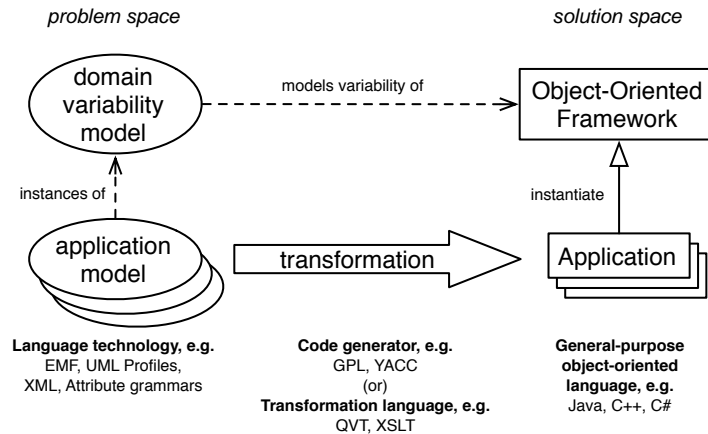 problem space
solution space
domain
variability
model
models variability of
Object-Oriented
Framework
instances of
instantiate
application
model
transformation
Application
Language technology, e.g.
EMF, UML Profiles,
XML, Attribute grammars
Code generator, e.g.
GPL, YACC
(or)
Transformation language, e.g.
QVT, XSLT
General-purpose
object-oriented
language, e.g.
Java, C++, C#